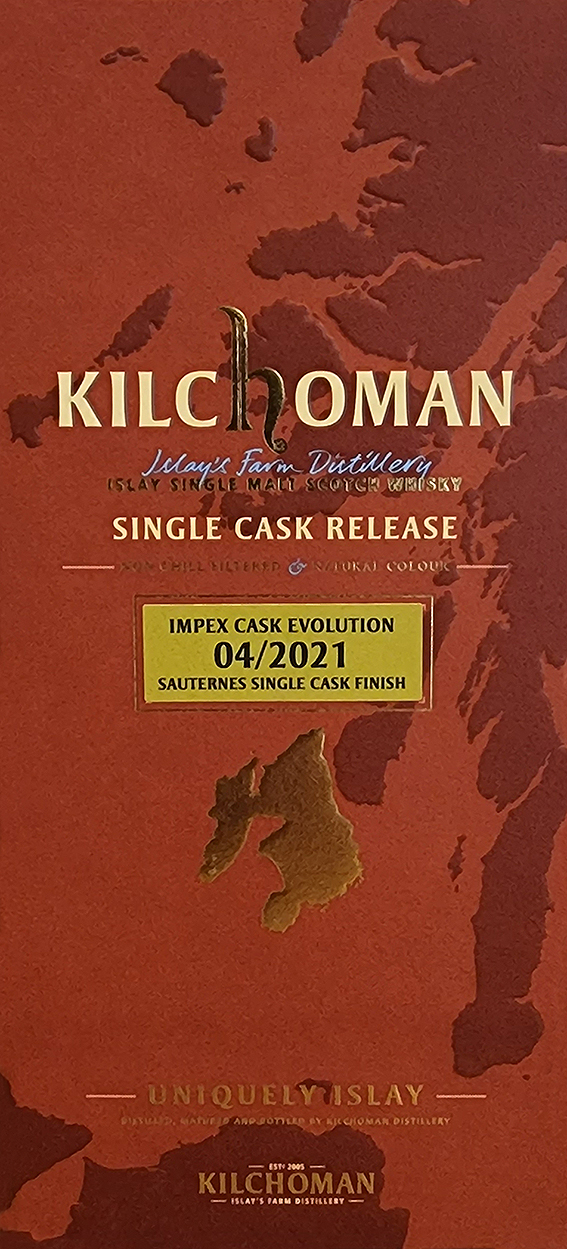 KILCHOMAN
Islay's Farm Distillery
ISLAY SINGLE MALT SCOTCH WHISKY
SINGLE CASK RELEASE
NON CHILL FILTERED & NATURAL COLOUR
IMPEX CASK EVOLUTION
04/2021
SAUTERNES SINGLE CASK FINISH
UNIQUELY ISLAY
DISTILLED, MATURED AND BOTTLED BY KILCHOMAN DISTILLERY
ESTD 2005
KILCHOMAN
ISLAY'S FARM DISTILLERY